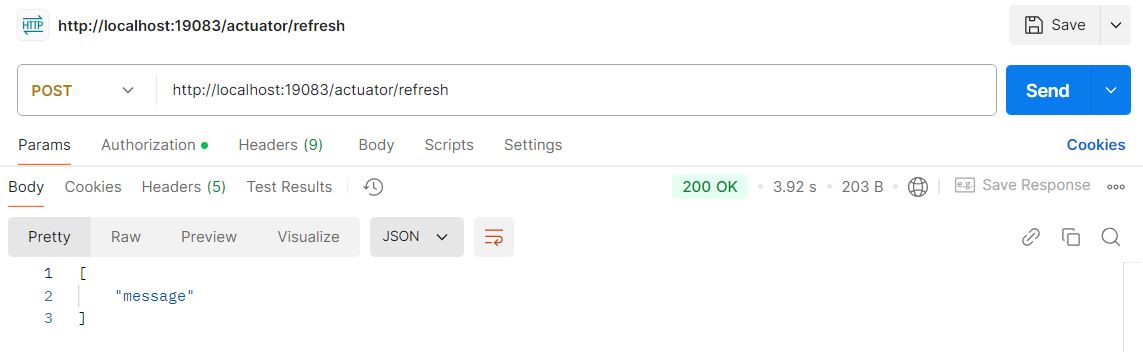 HTTP http://localhost:19083/actuator/refresh Save
POST http://localhost:19083/actuator/refresh Send
Params Authorization Headers (9) Body Scripts Settings Cookies
Body Cookies Headers (5) Test Results 200 OK 3.92 s 203 B e.g. Save Response
Pretty Raw Preview Visualize JSON
1 [
2 "message"
3 ]